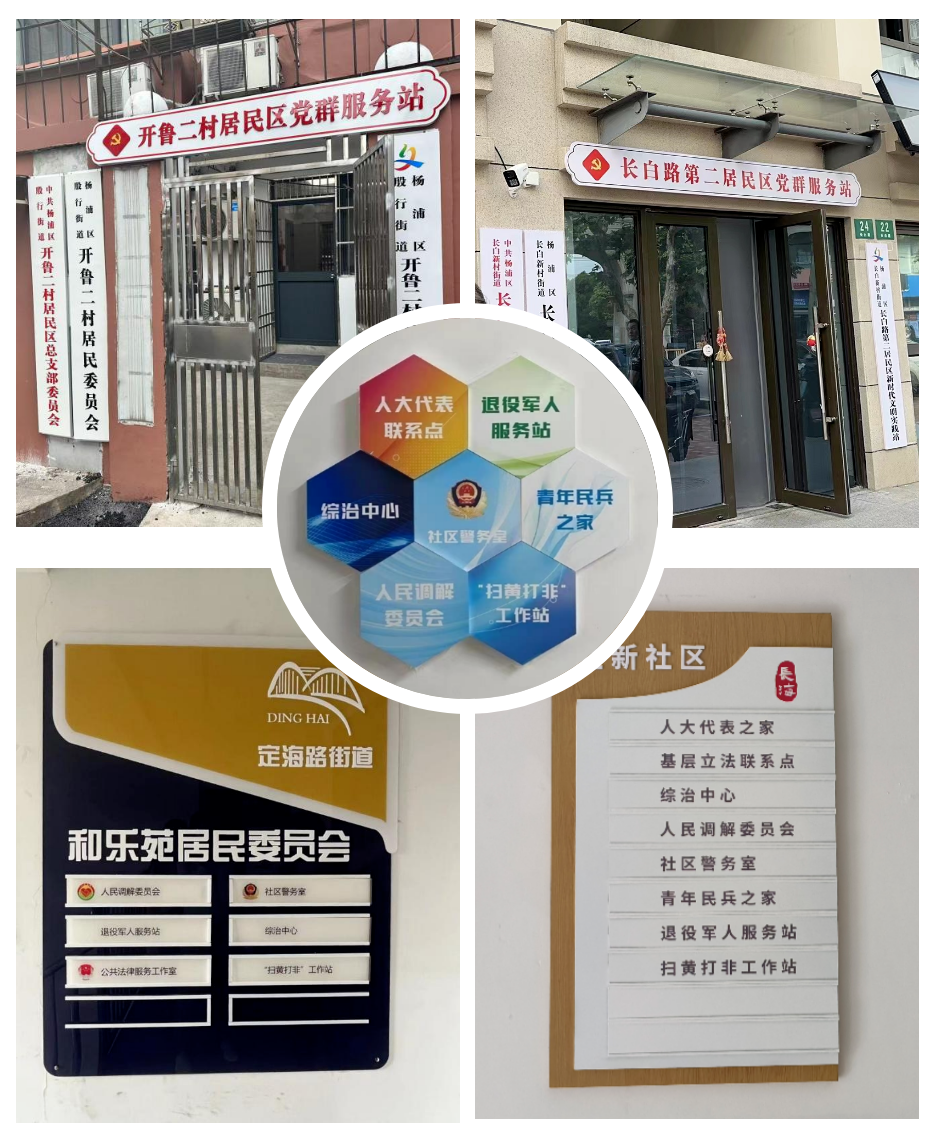 开鲁二村居民区党群服务站
中共杨浦区
殷行街道
开鲁二村居民区总支部委员会
杨浦区
殷行街道
开鲁二村居民委员会
杨浦区
殷行街道
开鲁二
长白路第二居民区党群服务站
中共杨浦区
长白新村街道
长
杨浦区
长白新村街道
长
24
22
长白路第二居民区新时代文明实践站
人大代表
联系点
退役军人
服务站
综治中心
社区警务室
青年民兵
之家
人民调解
委员会
“扫黄打非”
工作站
DING HAI
定海路街道
和乐苑居民委员会
人民调解委员会
社区警务室
退役军人服务站
综治中心
公共法律服务工作室
“扫黄打非”工作站
新社区
长海
人大代表之家
基层立法联系点
综治中心
人民调解委员会
社区警务室
青年民兵之家
退役军人服务站
扫黄打非工作站